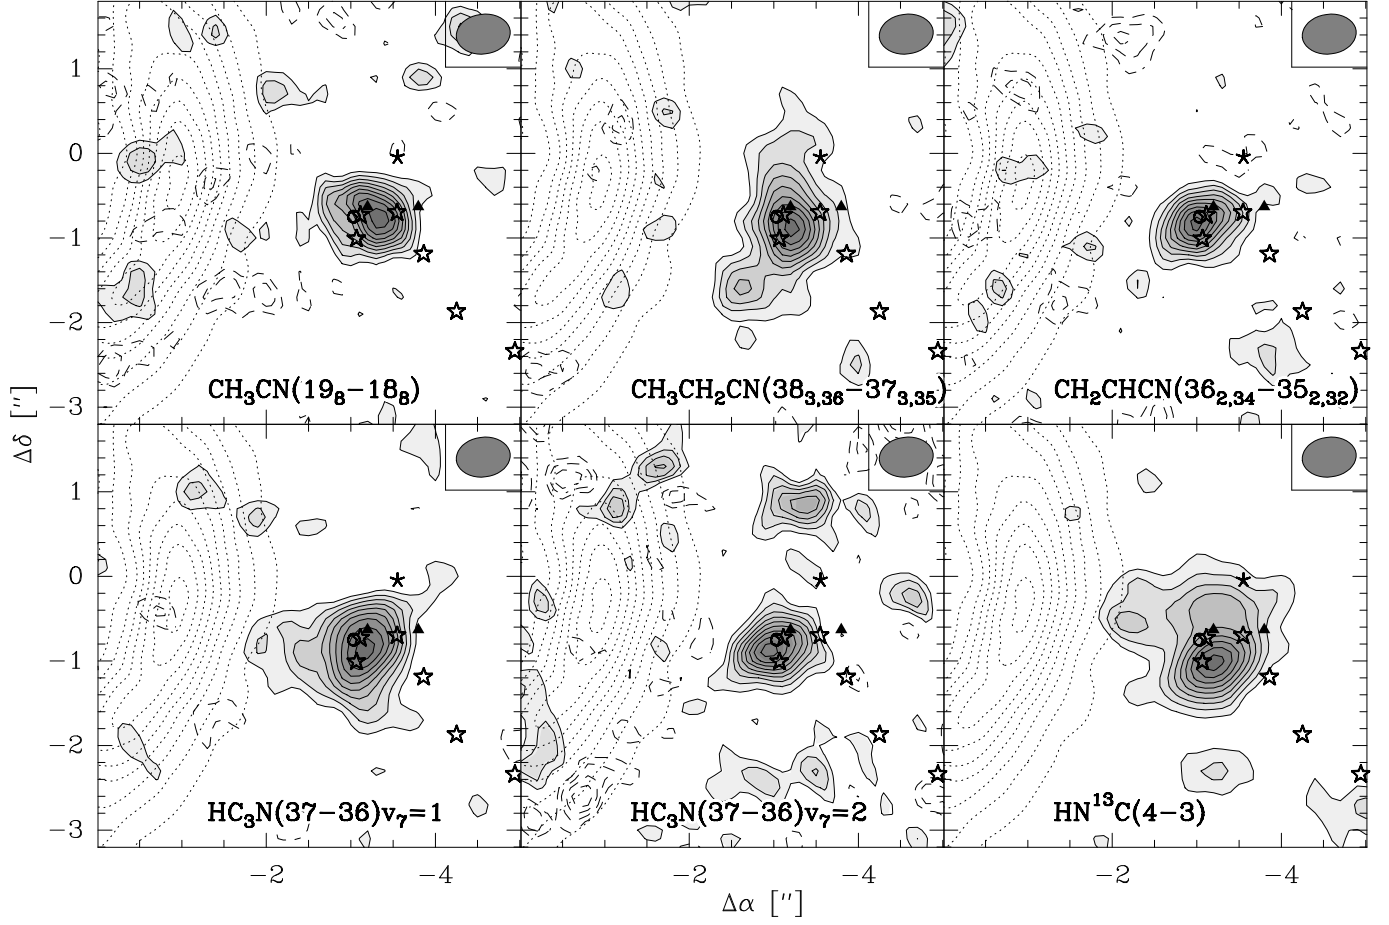 1
0
−1
−2
−3
CH₃CN(19₈−18₈)
CH₃CH₂CN(38₃,₃₆−37₃,₃₅)
CH₂CHCN(36₂,₃₄−35₂,₃₂)
1
0
−1
−2
−3
HC₃N(37−36)v₇=1
HC₃N(37−36)v₇=2
HN¹³C(4−3)
−2
−4
−2
−4
−2
−4
Δδ ["]
Δα ["]